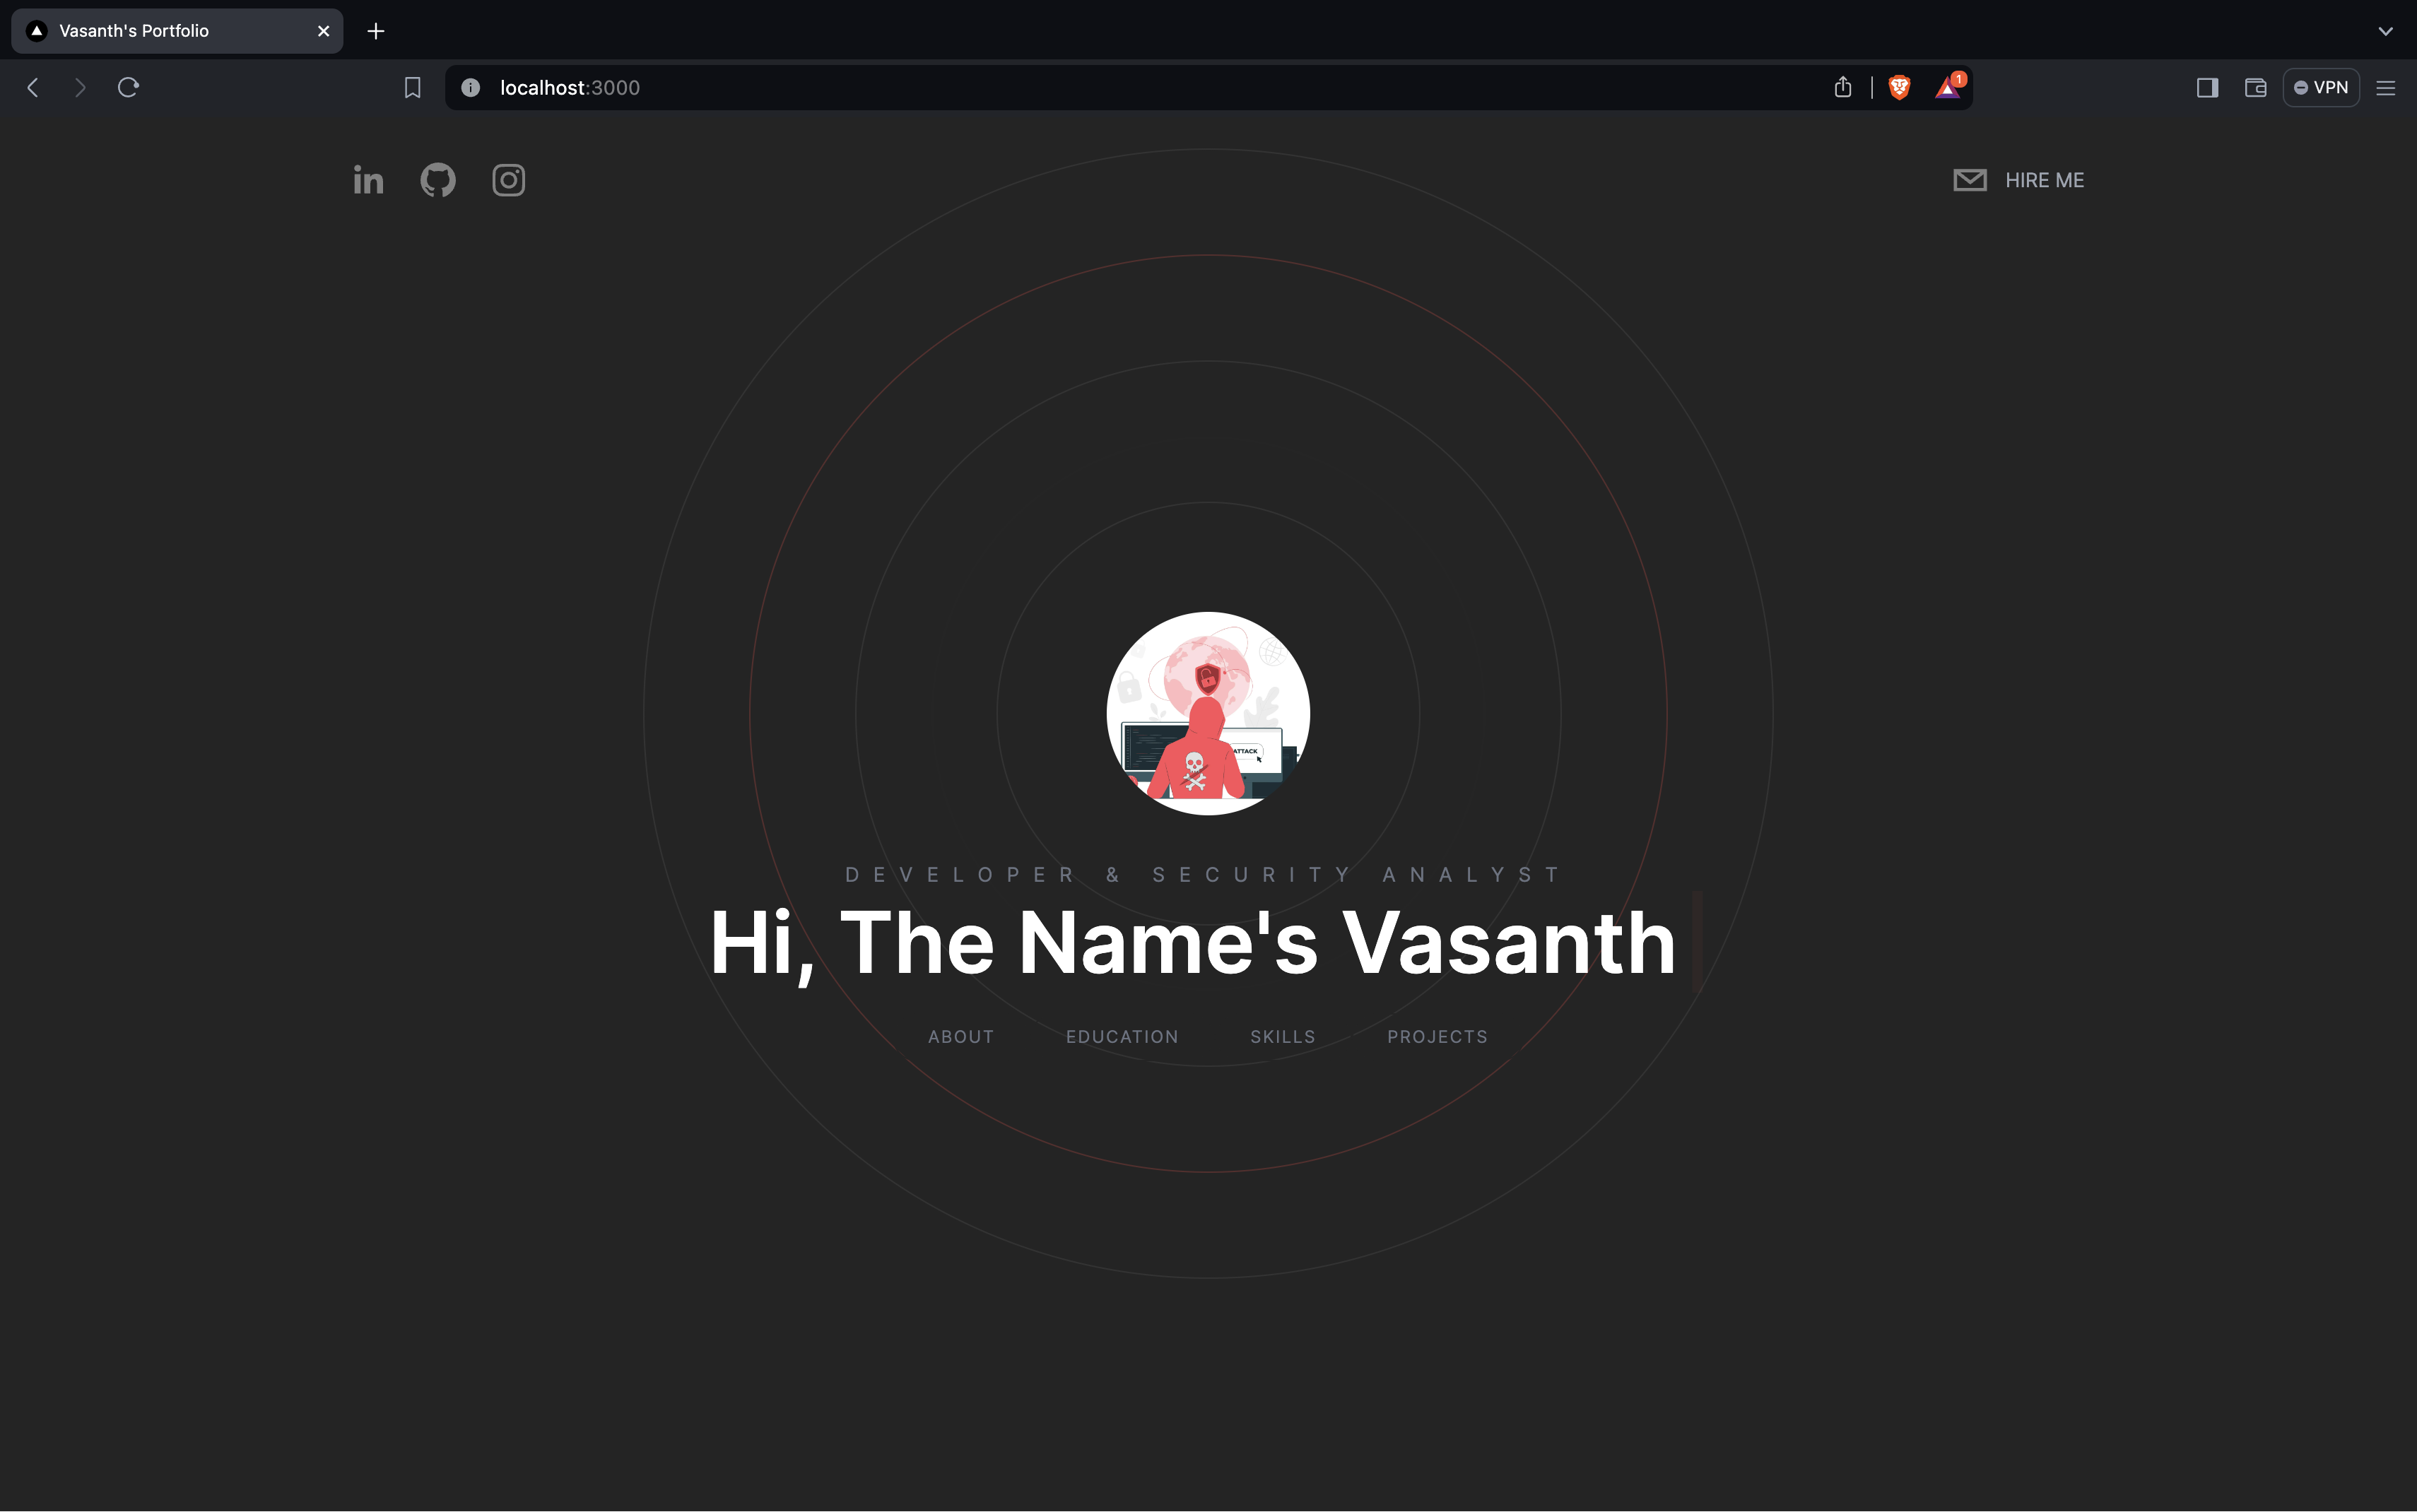 Vasanth's Portfolio
localhost:3000
1
VPN
in
HIRE ME
ATTACK
DEVELOPER & SECURITY ANALYST
Hi, The Name's Vasanth
ABOUT EDUCATION SKILLS PROJECTS